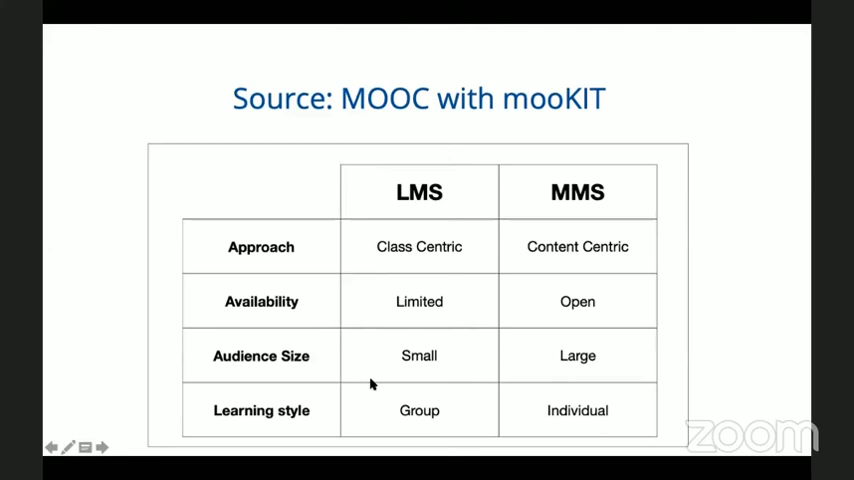 Source: MOOC with mooKIT
LMS MMS
Approach Class Centric Content Centric
Availability Limited Open
Audience Size Small Large
Learning style Group Individual
zoom